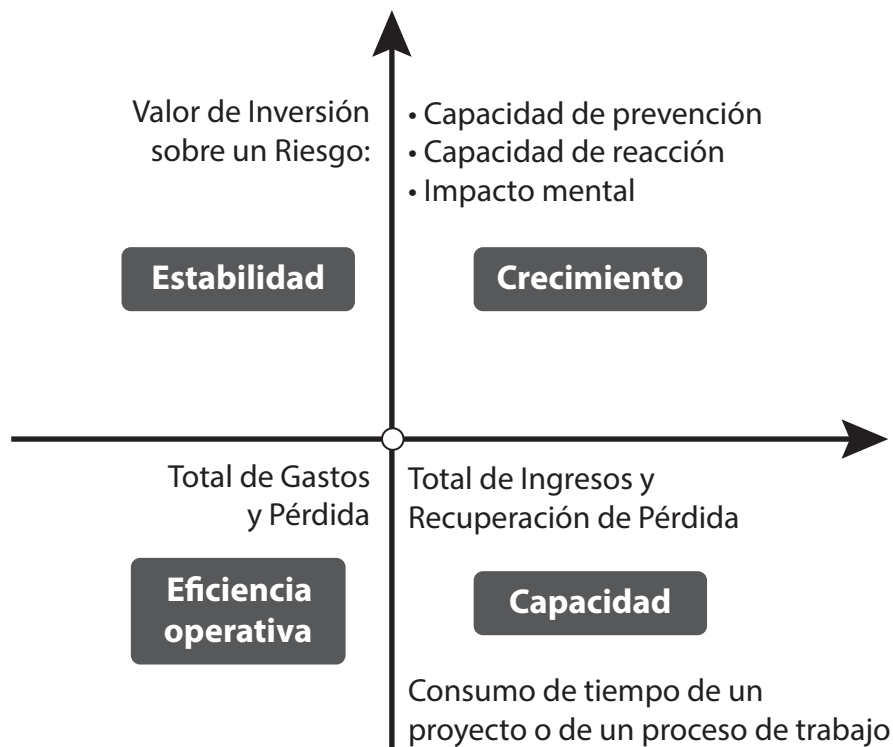 Valor de Inversión
sobre un Riesgo:
• Capacidad de prevención
• Capacidad de reacción
• Impacto mental
Estabilidad
Crecimiento
Total de Gastos
y Pérdida
Total de Ingresos y
Recuperación de Pérdida
Eficiencia
operativa
Capacidad
Consumo de tiempo de un
proyecto o de un proceso de trabajo